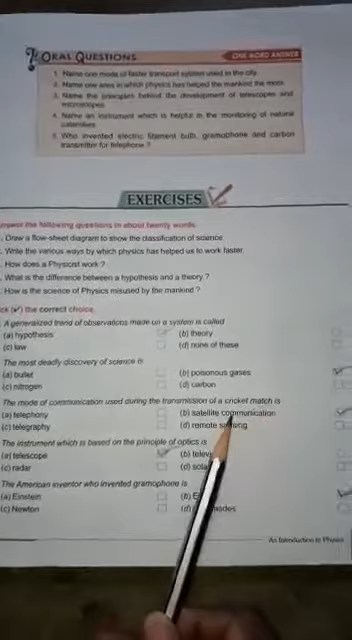 ORAL QUESTIONS
ONE WORD ANSWER
1. Name one mode of faster transport system used in the city.
2. Name one area in which physics has helped the mankind the most.
3. Name the principles behind the development of telescopes and
microscopes.
4. Name an instrument which is helpful in the monitoring of natural
calamities.
5. Who invented electric filament bulb, gramophone and carbon
transmitter for telephone ?
EXERCISES
nswer the following questions in about twenty words.
. Draw a flow-sheet diagram to show the classification of science.
. Write the various ways by which physics has helped us to work faster.
. How does a Physicist work ?
. What is the difference between a hypothesis and a theory ?
. How is the science of Physics misused by the mankind ?
ck (✔) the correct choice.
A generalized trend of observations made on a system is called
(a) hypothesis (b) theory
(c) law (d) none of these
The most deadly discovery of science is
(a) bullet (b) poisonous gases
(c) nitrogen (d) carbon
The mode of communication used during the transmission of a cricket match is
(a) telephony (b) satellite communication
(c) telegraphy (d) remote sensing
The instrument which is based on the principle of optics is
(a) telescope (b) telev
(c) radar (d) sola
The American inventor who invented gramophone is
(a) Einstein (b) E
(c) Newton (d)
An Introduction to Physics